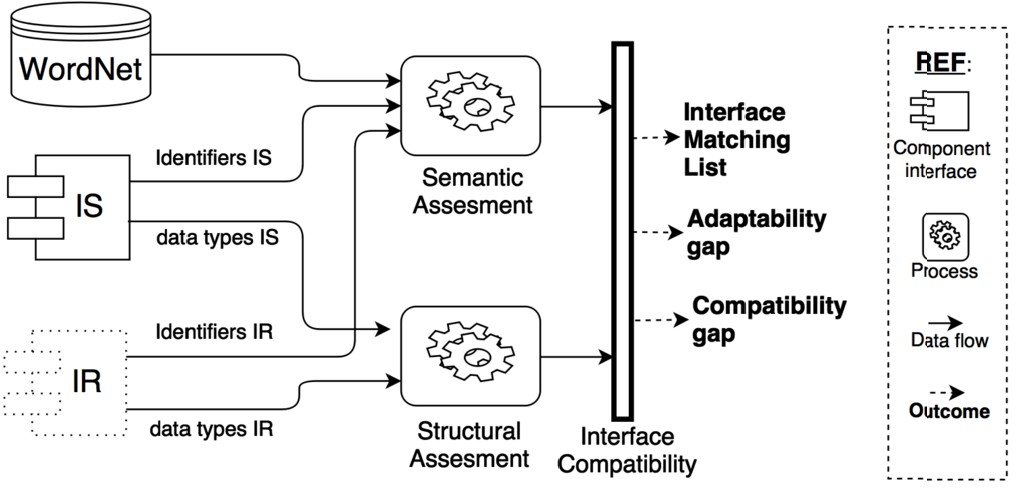 WordNet
Identifiers IS
IS
data types IS
Identifiers IR
IR
data types IR
Semantic
Assesment
Structural
Assesment
Interface
Compatibility
Interface
Matching
List
Adaptability
gap
Compatibility
gap
REF:
Component
interface
Process
Data flow
Outcome